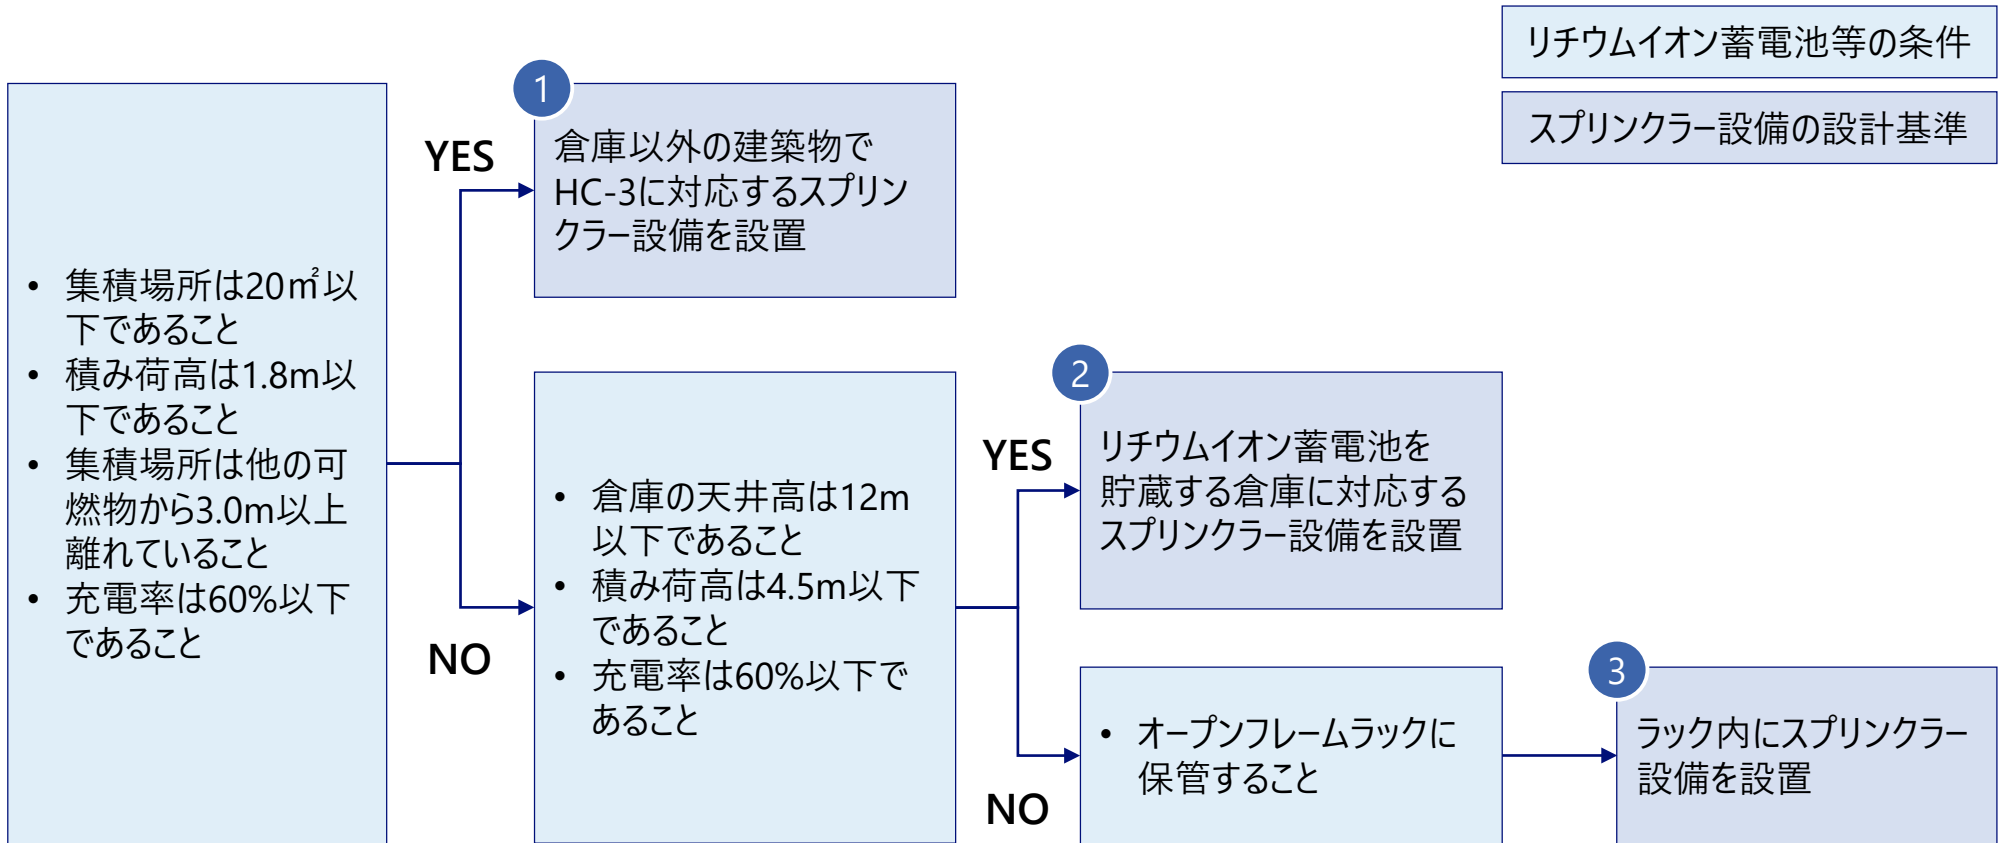 リチウムイオン蓄電池等の条件
スプリンクラー設備の設計基準
• 集積場所は20㎡以
下であること
• 積み荷高は1.8m以
下であること
• 集積場所は他の可
燃物から3.0m以上
離れていること
• 充電率は60%以下
であること
YES
NO
1
倉庫以外の建築物で
HC-3に対応するスプリン
クラー設備を設置
• 倉庫の天井高は12m
以下であること
• 積み荷高は4.5m以下
であること
• 充電率は60%以下で
あること
YES
NO
2
リチウムイオン蓄電池を
貯蔵する倉庫に対応する
スプリンクラー設備を設置
• オープンフレームラックに
保管すること
3
ラック内にスプリンクラー
設備を設置